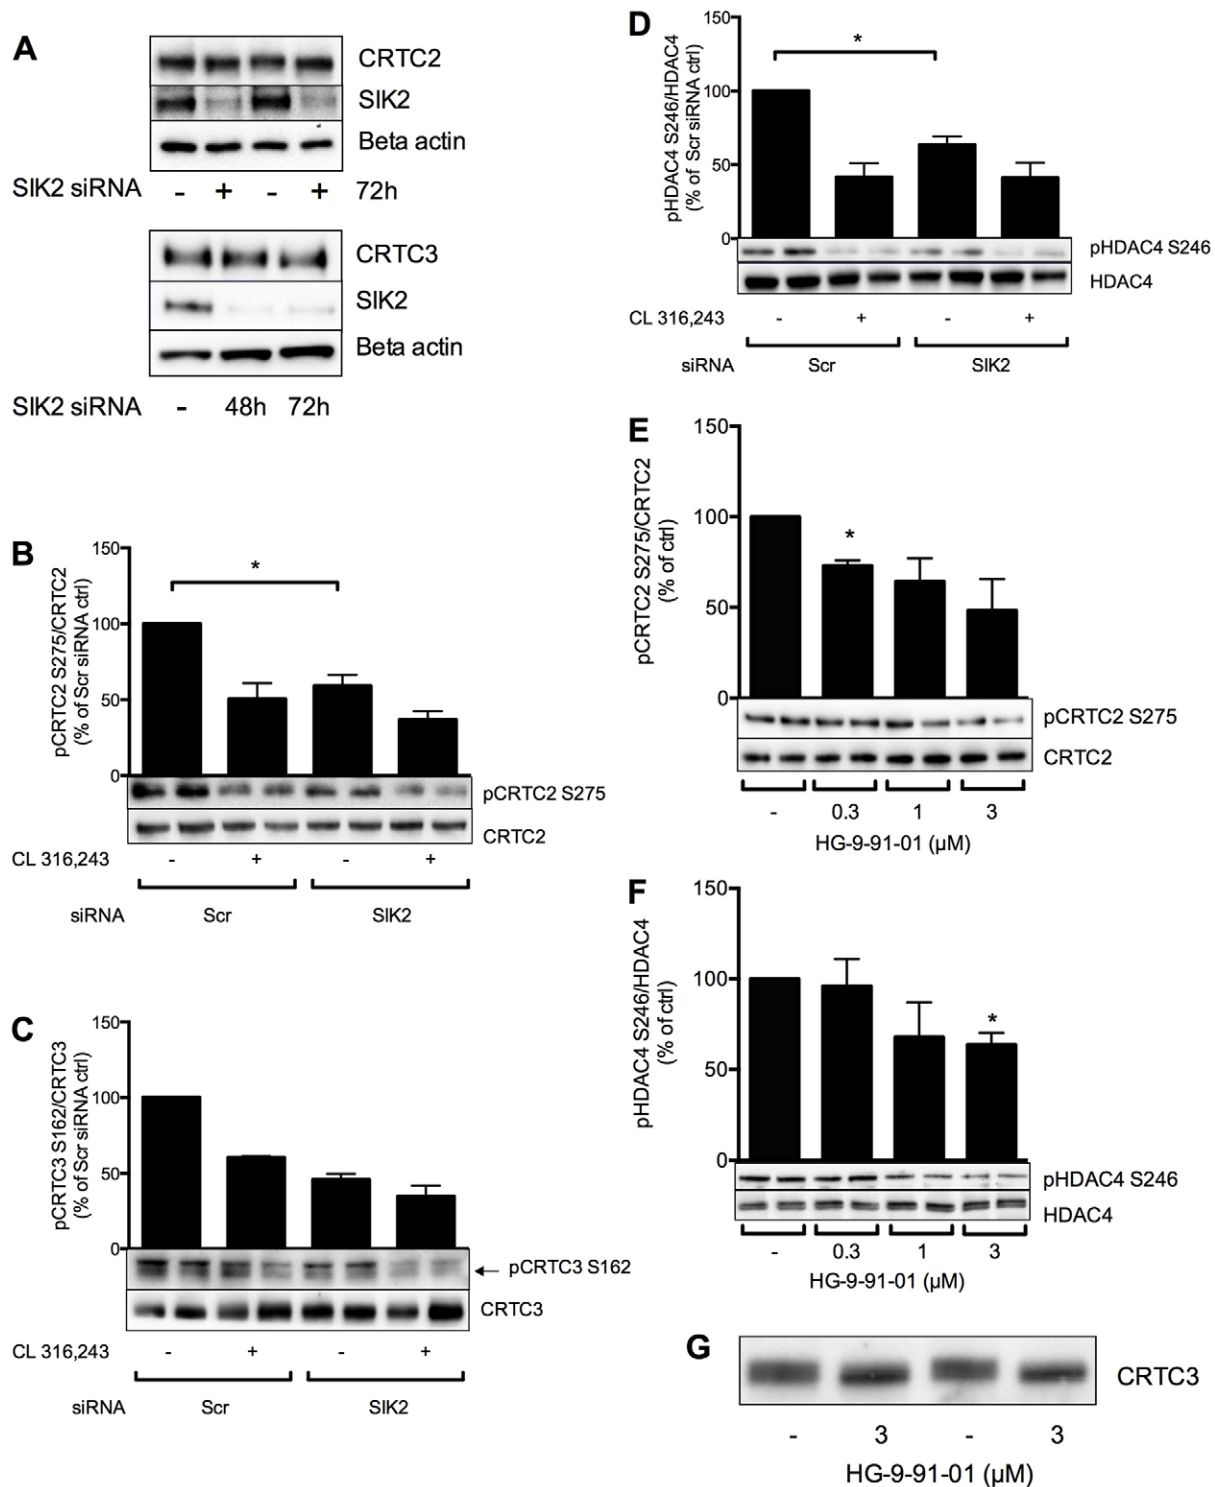 A
CRTC2
SIK2
Beta actin
SIK2 siRNA - + - + 72h
CRTC3
SIK2
Beta actin
SIK2 siRNA - 48h 72h
B
pCRTC2 S275/CRTC2
(% of Scr siRNA ctrl)
150
100
50
0
*
pCRTC2 S275
CRTC2
CL 316,243 - + - +
siRNA Scr SIK2
C
pCRTC3 S162/CRTC3
(% of Scr siRNA ctrl)
150
100
50
0
pCRTC3 S162
CRTC3
CL 316,243 - + - +
siRNA Scr SIK2
D
pHDAC4 S246/HDAC4
(% of Scr siRNA ctrl)
150
100
50
0
*
pHDAC4 S246
HDAC4
CL 316,243 - + - +
siRNA Scr SIK2
E
pCRTC2 S275/CRTC2
(% of ctrl)
150
100
50
0
*
pCRTC2 S275
CRTC2
- 0.3 1 3
HG-9-91-01 (µM)
F
pHDAC4 S246/HDAC4
(% of ctrl)
150
100
50
0
*
pHDAC4 S246
HDAC4
- 0.3 1 3
HG-9-91-01 (µM)
G
CRTC3
- 3 - 3
HG-9-91-01 (µM)